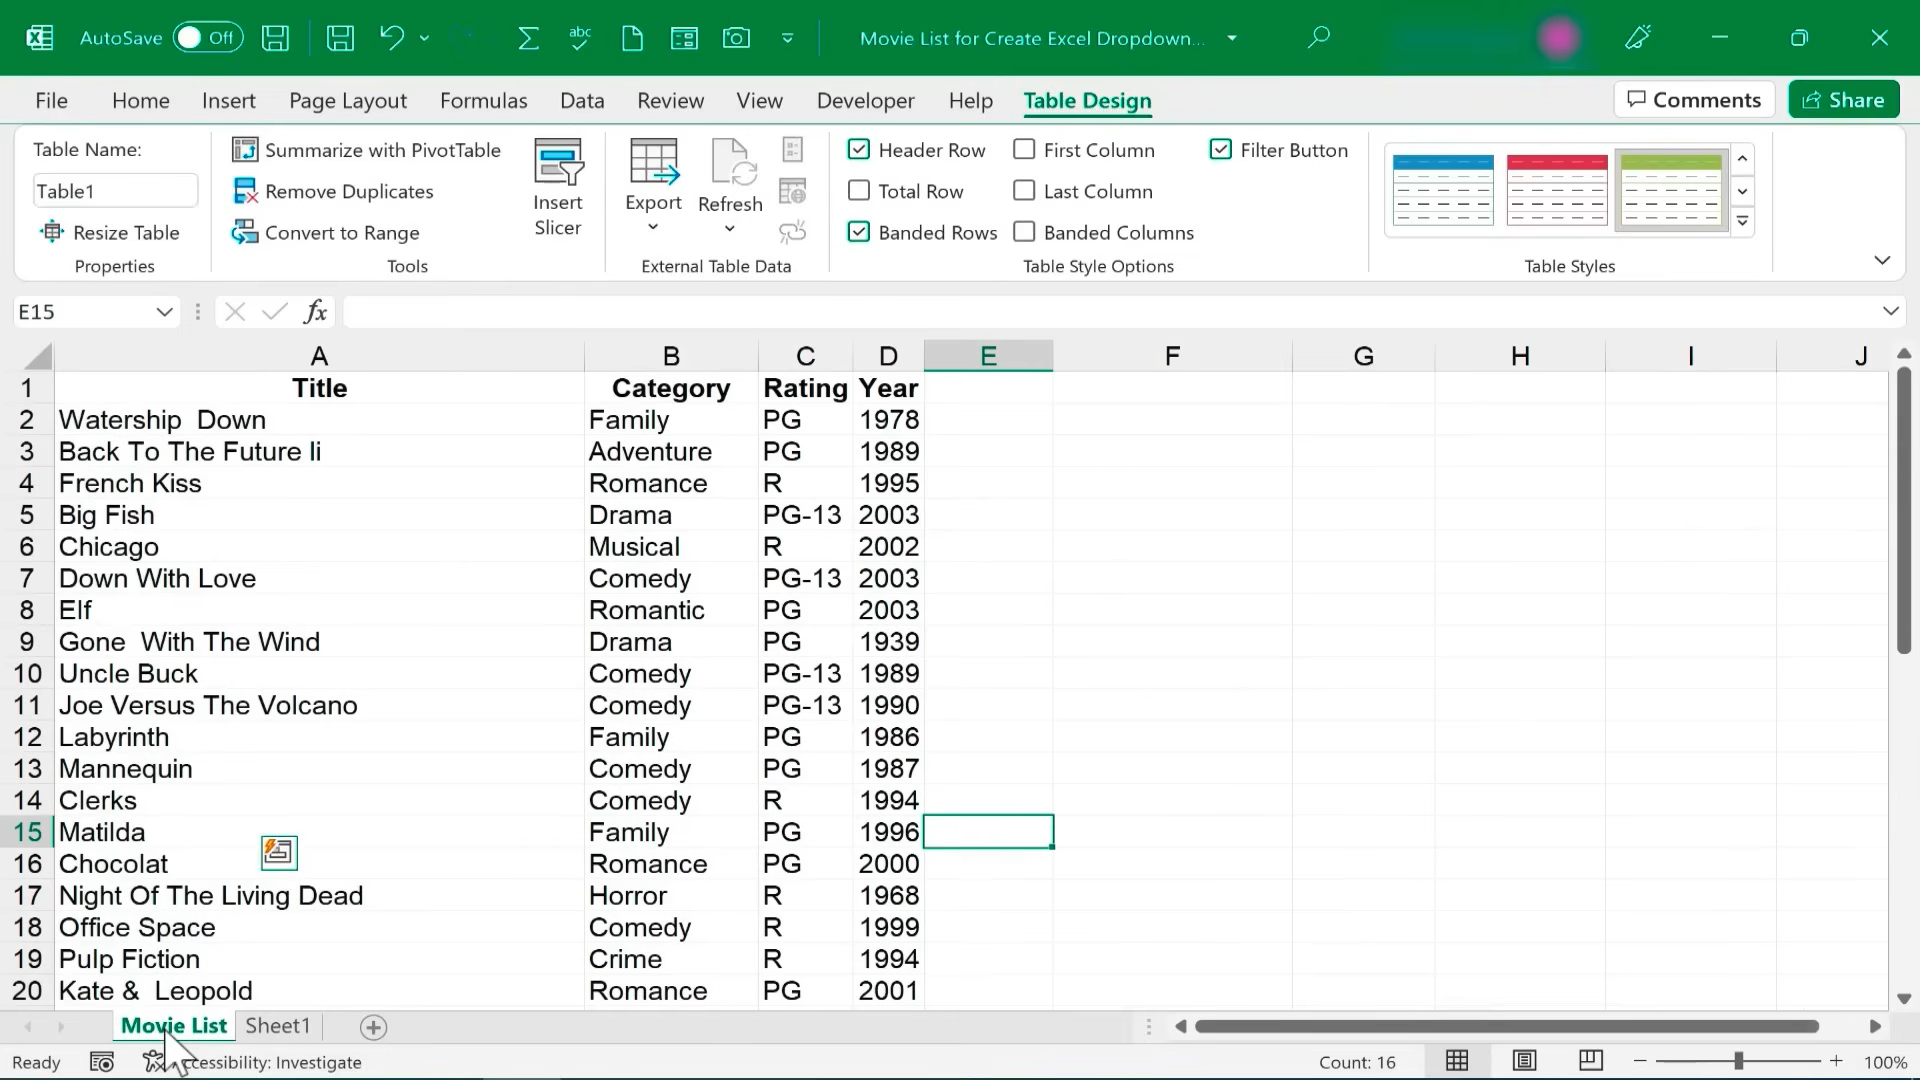 AutoSave Off abc Movie List for Create Excel Dropdown...
File Home Insert Page Layout Formulas Data Review View Developer Help Table Design Comments Share
Table Name:
Table1
Resize Table
Properties
Summarize with PivotTable
Remove Duplicates
Convert to Range
Tools
Insert
Slicer
Export
Refresh
External Table Data
Header Row First Column Filter Button
Total Row Last Column
Banded Rows Banded Columns
Table Style Options
Table Styles
E15 fx
A B C D E F G H I J
1 Title Category Rating Year
2 Watership  Down Family PG 1978
3 Back To The Future Ii Adventure PG 1989
4 French Kiss Romance R 1995
5 Big Fish Drama PG-13 2003
6 Chicago Musical R 2002
7 Down With Love Comedy PG-13 2003
8 Elf Romantic PG 2003
9 Gone  With The Wind Drama PG 1939
10 Uncle Buck Comedy PG-13 1989
11 Joe Versus The Volcano Comedy PG-13 1990
12 Labyrinth Family PG 1986
13 Mannequin Comedy PG 1987
14 Clerks Comedy R 1994
15 Matilda Family PG 1996
16 Chocolat Romance PG 2000
17 Night Of The Living Dead Horror R 1968
18 Office Space Comedy R 1999
19 Pulp Fiction Crime R 1994
20 Kate &  Leopold Romance PG 2001
Movie List Sheet1
Ready ccessibility: Investigate Count: 16 100%